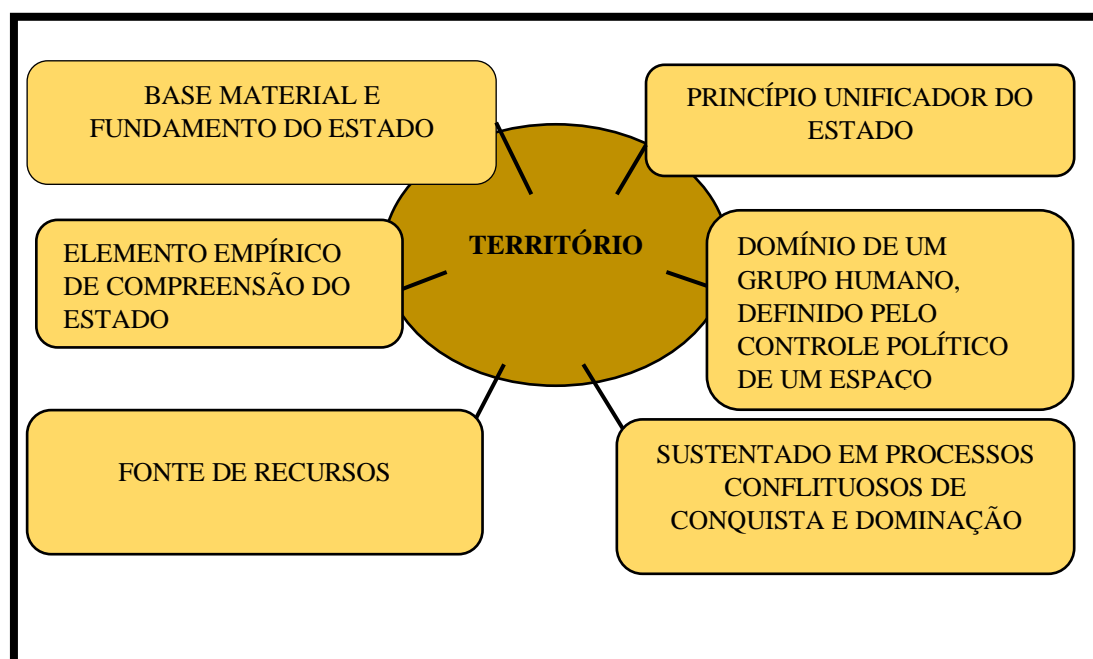 BASE MATERIAL E
FUNDAMENTO DO ESTADO
PRINCÍPIO UNIFICADOR DO
ESTADO
TERRITÓRIO
ELEMENTO EMPÍRICO
DE COMPREENSÃO DO
ESTADO
DOMÍNIO DE UM
GRUPO HUMANO,
DEFINIDO PELO
CONTROLE POLÍTICO
DE UM ESPAÇO
FONTE DE RECURSOS
SUSTENTADO EM PROCESSOS
CONFLITUOSOS DE
CONQUISTA E DOMINAÇÃO